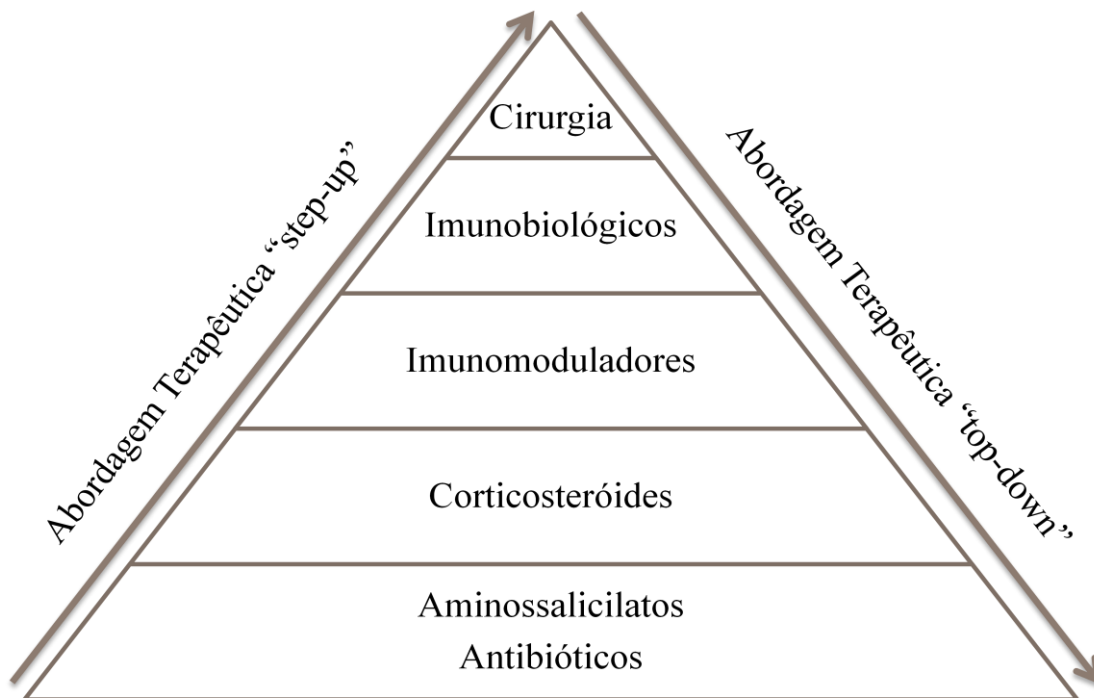 Abordagem Terapêutica “step-up”
Abordagem Terapêutica “top-down”
Cirurgia
Imunobiológicos
Imunomoduladores
Corticosteróides
Aminossalicilatos
Antibióticos